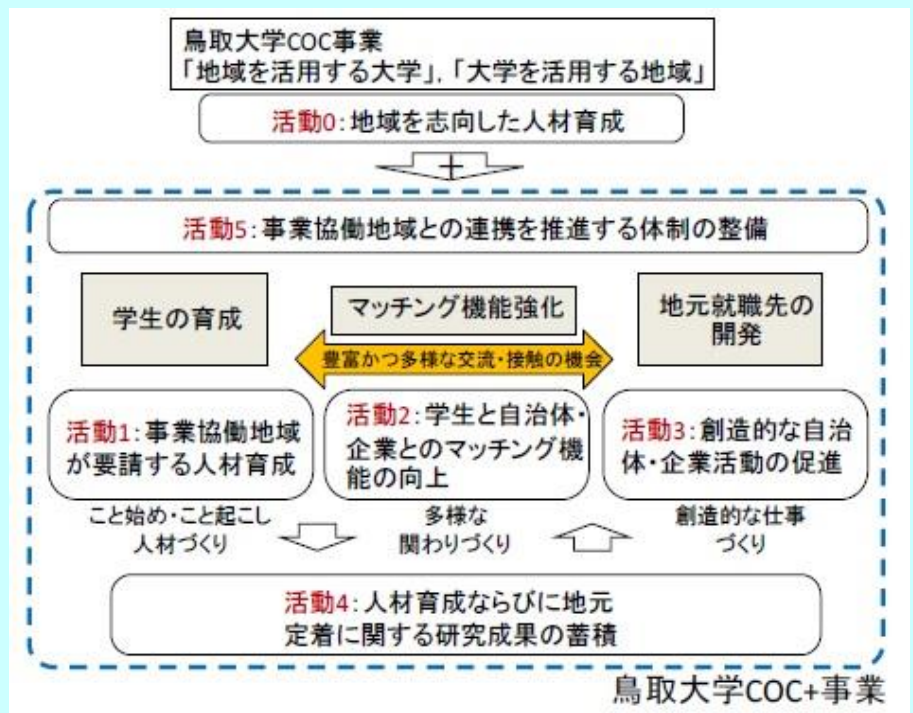 鳥取大学COC事業
「地域を活用する大学」,「大学を活用する地域」
活動0:地域を志向した人材育成
+
活動5:事業協働地域との連携を推進する体制の整備
学生の育成
マッチング機能強化
地元就職先の
開発
豊富かつ多様な交流・接触の機会
活動1:事業協働地域
が要請する人材育成
活動2:学生と自治体・
企業とのマッチング機
能の向上
活動3:創造的な自治
体・企業活動の促進
こと始め・こと起こし
人材づくり
多様な
関わりづくり
創造的な仕事
づくり
活動4:人材育成ならびに地元
定着に関する研究成果の蓄積
鳥取大学COC+事業